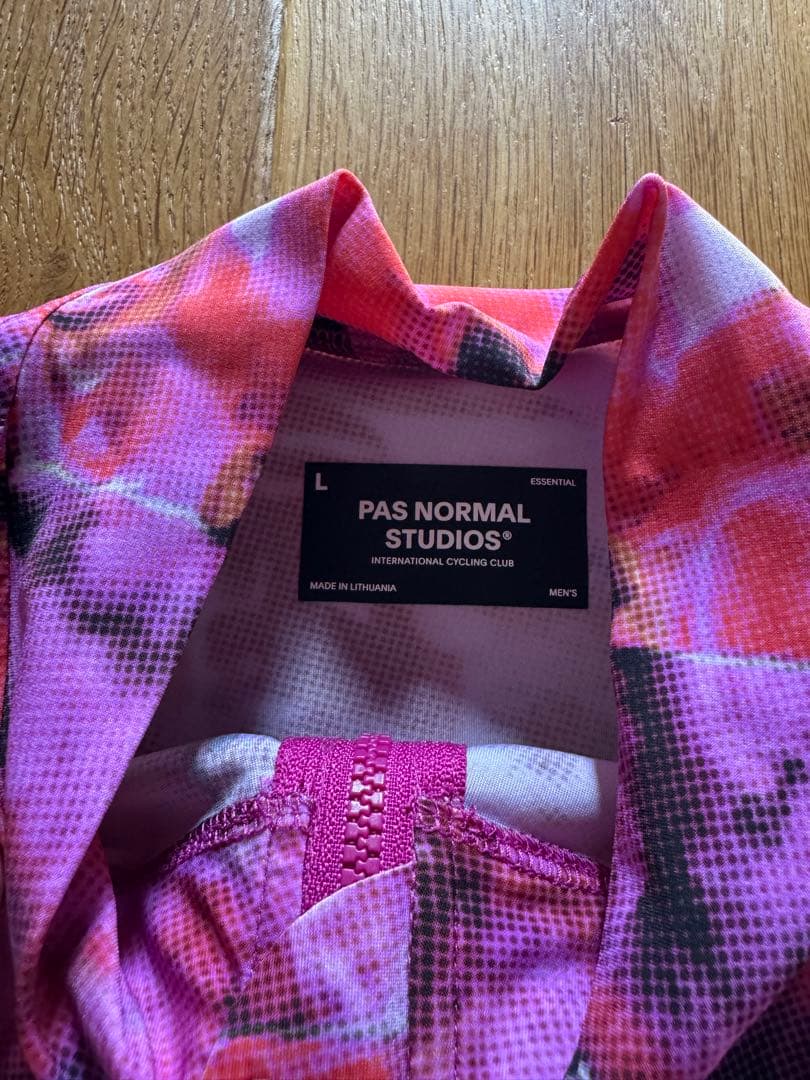 L
ESSENTIAL
PAS NORMAL
STUDIOS®
INTERNATIONAL CYCLING CLUB
MADE IN LITHUANIA
MEN'S